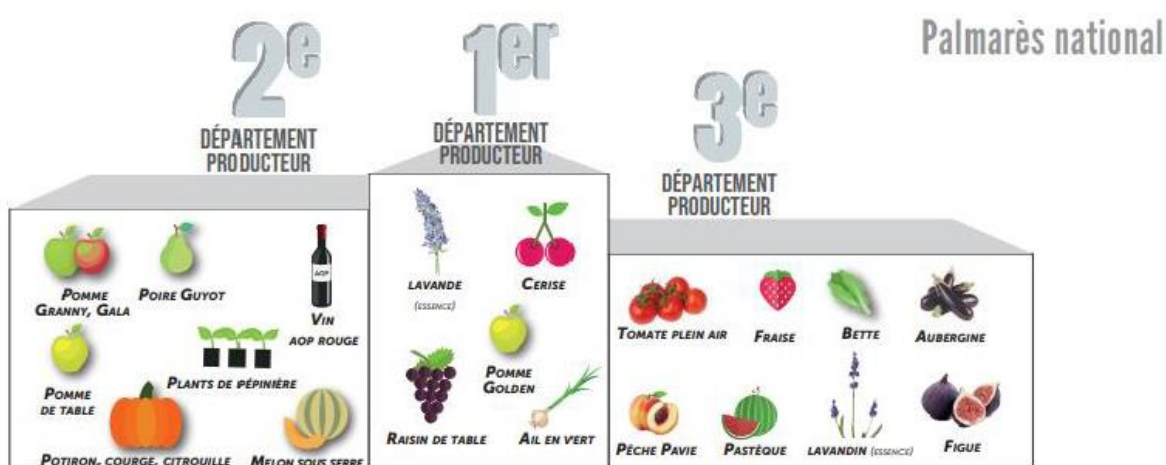 Palmarès national
2e
DÉPARTEMENT
PRODUCTEUR
POMME
GRANNY, GALA
POIRE GUYOT
AOP
VIN
AOP ROUGE
POMME
DE TABLE
PLANTS DE PÉPINIÈRE
POTIRON, COURGE, CITROUILLE
MELON SOUS SERRE
1er
DÉPARTEMENT
PRODUCTEUR
LAVANDE
(ESSENCE)
CERISE
POMME
GOLDEN
RAISIN DE TABLE
AIL EN VERT
3e
DÉPARTEMENT
PRODUCTEUR
TOMATE PLEIN AIR
FRAISE
BETTE
AUBERGINE
PÊCHE PAVIE
PASTÈQUE
LAVANDIN (ESSENCE)
FIGUE